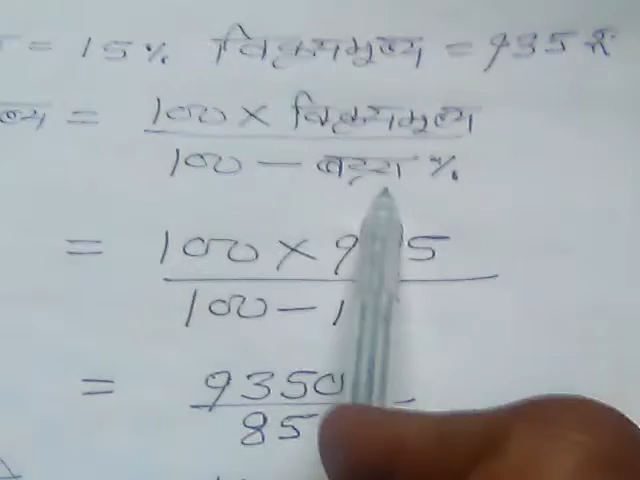 = 15% विक्रयमूल्य = 935 रु
= 100 × विक्रयमूल्य
100 - बट्टा %
= 100 × 9 5
100 - 1
= 9350
85